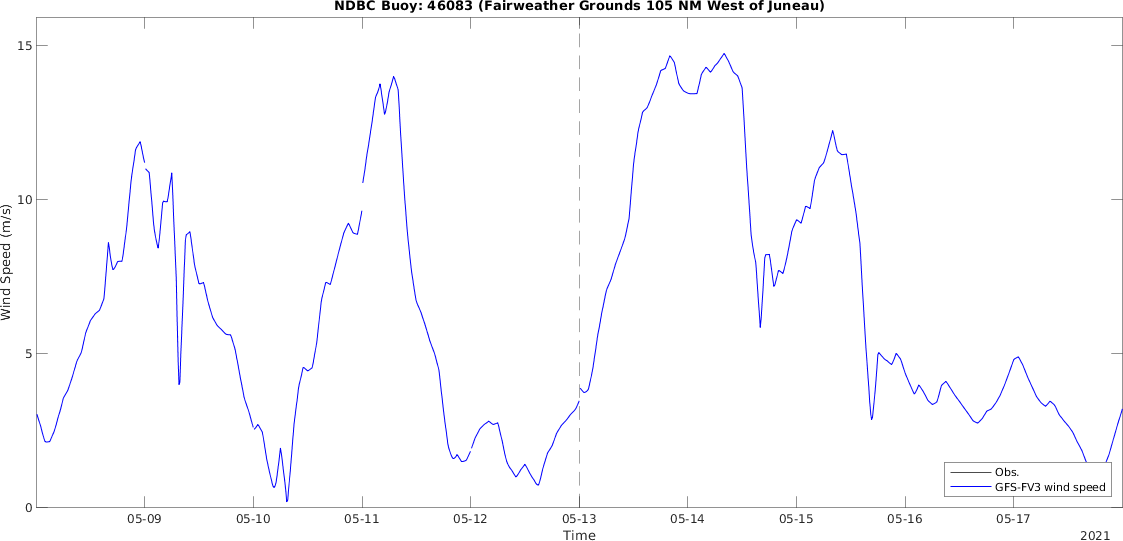 NDBC Buoy: 46083 (Fairweather Grounds 105 NM West of Juneau)
15
10
5
0
Wind Speed (m/s)
05-09 05-10 05-11 05-12 05-13 05-14 05-15 05-16 05-17
Time
2021
Obs.
GFS-FV3 wind speed